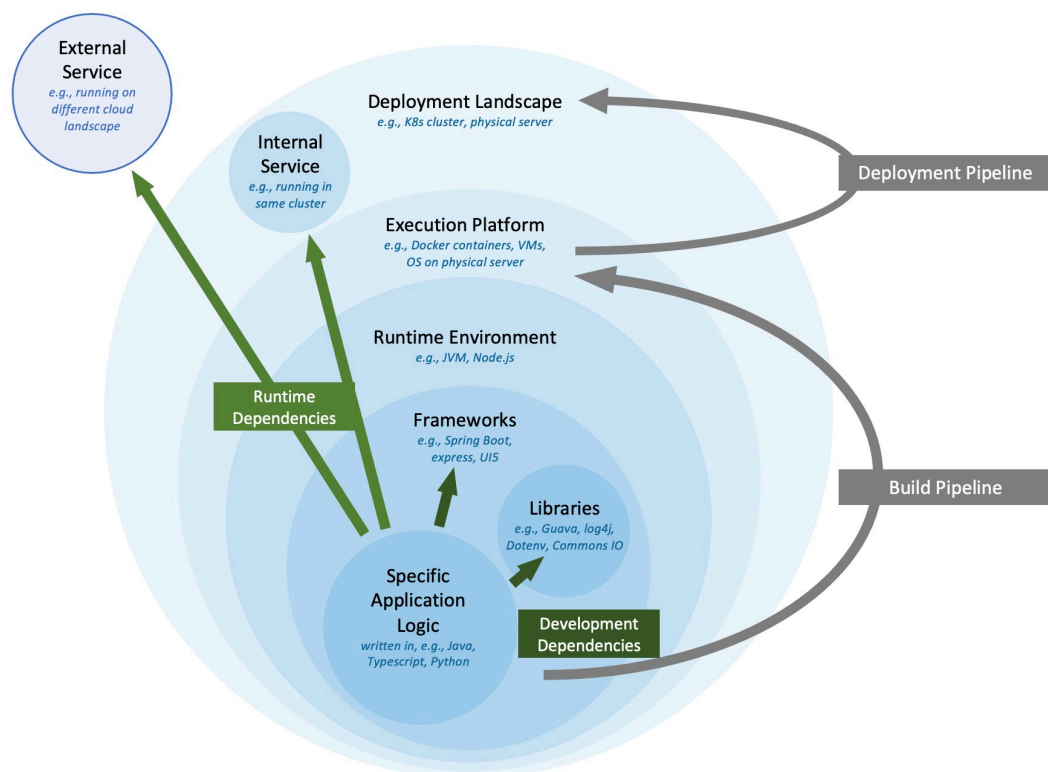 External
Service
e.g., running on
different cloud
landscape
Deployment Landscape
e.g., K8s cluster, physical server
Internal
Service
e.g., running in
same cluster
Deployment Pipeline
Execution Platform
e.g., Docker containers, VMs,
OS on physical server
Runtime Environment
e.g., JVM, Node.js
Runtime
Dependencies
Frameworks
e.g., Spring Boot,
express, UI5
Build Pipeline
Libraries
e.g., Guava, log4j,
Dotenv, Commons IO
Specific
Application
Logic
written in, e.g., Java,
Typescript, Python
Development
Dependencies